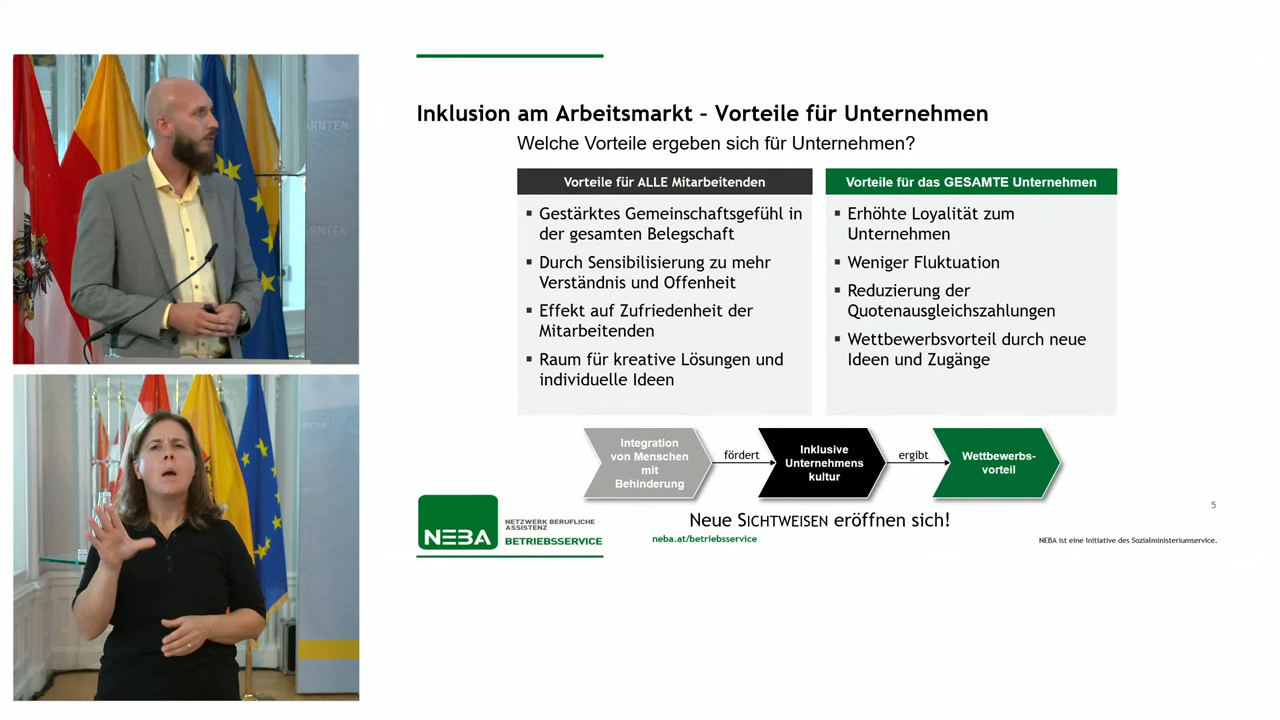 ÄRNTEN
ÄRNTEN
Inklusion am Arbeitsmarkt – Vorteile für Unternehmen
Welche Vorteile ergeben sich für Unternehmen?
Vorteile für ALLE Mitarbeitenden
▪ Gestärktes Gemeinschaftsgefühl in
der gesamten Belegschaft
▪ Durch Sensibilisierung zu mehr
Verständnis und Offenheit
▪ Effekt auf Zufriedenheit der
Mitarbeitenden
▪ Raum für kreative Lösungen und
individuelle Ideen
Vorteile für das GESAMTE Unternehmen
▪ Erhöhte Loyalität zum
Unternehmen
▪ Weniger Fluktuation
▪ Reduzierung der
Quotenausgleichszahlungen
▪ Wettbewerbsvorteil durch neue
Ideen und Zugänge
Integration
von Menschen
mit
Behinderung
fördert
Inklusive
Unternehmens
kultur
ergibt
Wettbewerbs-
vorteil
Neue SICHTWEISEN eröffnen sich!
5
NEBA
NETZWERK BERUFLICHE
ASSISTENZ
BETRIEBSSERVICE
neba.at/betriebsservice
NEBA ist eine Initiative des Sozialministeriumservice.